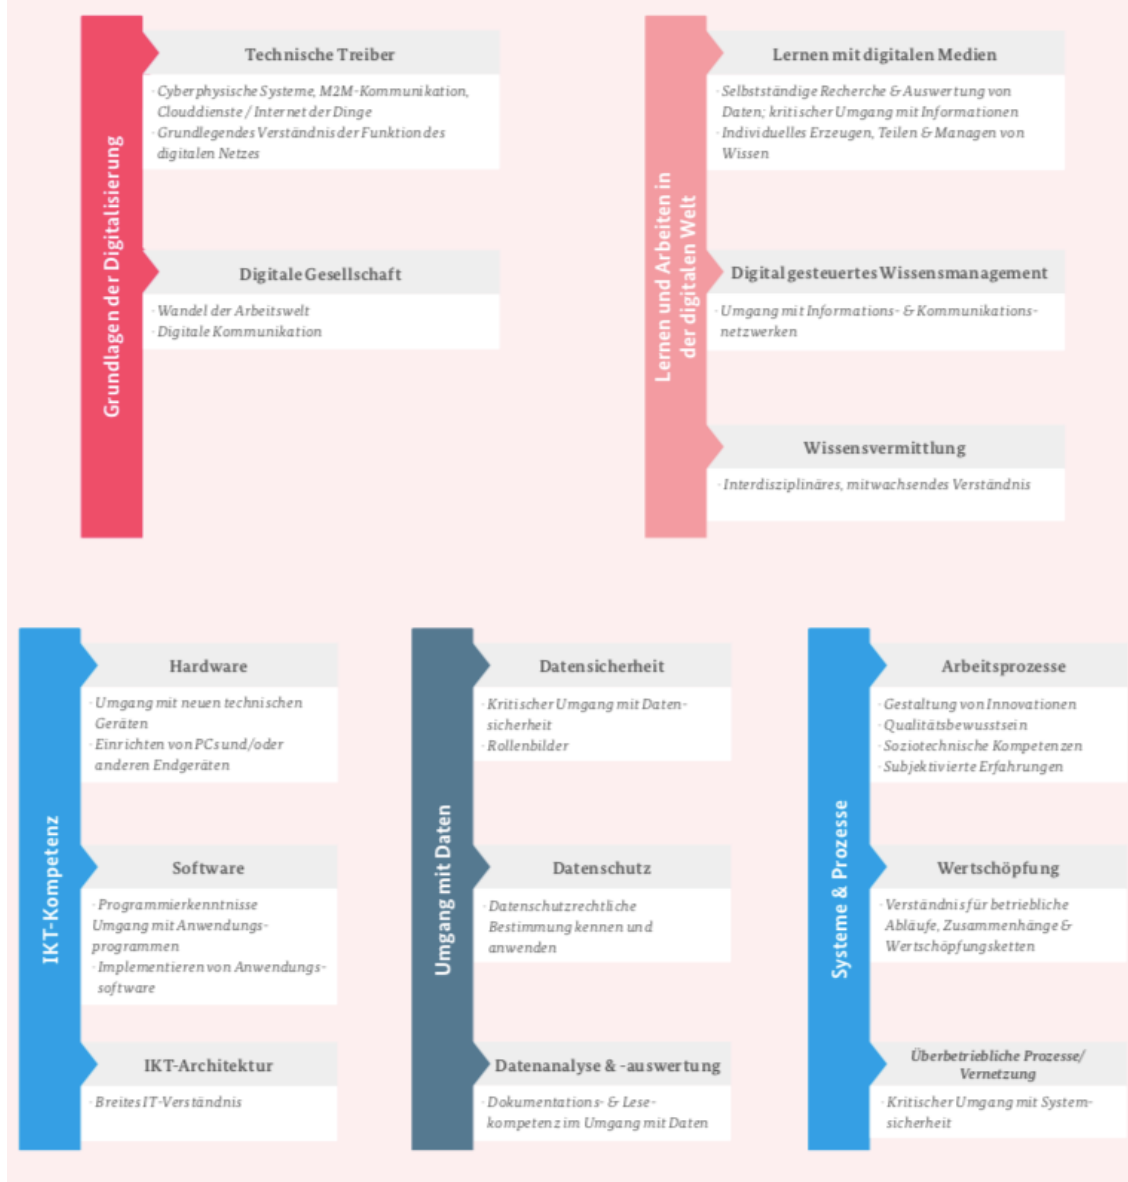 Grundlagen der Digitalisierung
Technische Treiber
· Cyberphysische Systeme, M2M-Kommunikation,
Clouddienste / Internet der Dinge
· Grundlegendes Verständnis der Funktion des
digitalen Netzes
Digitale Gesellschaft
· Wandel der Arbeitswelt
· Digitale Kommunikation
Lernen und Arbeiten in
der digitalen Welt
Lernen mit digitalen Medien
· Selbstständige Recherche & Auswertung von
Daten; kritischer Umgang mit Informationen
· Individuelles Erzeugen, Teilen & Managen von
Wissen
Digital gesteuertes Wissensmanagement
· Umgang mit Informations- & Kommunikations-
netzwerken
Wissensvermittlung
· Interdisziplinäres, mitwachsendes Verständnis
IKT-Kompetenz
Hardware
· Umgang mit neuen technischen
Geräten
· Einrichten von PCs und/oder
anderen Endgeräten
Software
· Programmierkenntnisse
Umgang mit Anwendungs-
programmen
· Implementieren von Anwendungs-
software
IKT-Architektur
· Breites IT-Verständnis
Umgang mit Daten
Datensicherheit
· Kritischer Umgang mit Daten-
sicherheit
· Rollenbilder
Datenschutz
· Datenschutzrechtliche
Bestimmung kennen und
anwenden
Datenanalyse & -auswertung
· Dokumentations- & Lese-
kompetenz im Umgang mit Daten
Systeme & Prozesse
Arbeitsprozesse
· Gestaltung von Innovationen
· Qualitätsbewusstsein
· Soziotechnische Kompetenzen
· Subjektivierte Erfahrungen
Wertschöpfung
· Verständnis für betriebliche
Abläufe, Zusammenhänge &
Wertschöpfungsketten
Überbetriebliche Prozesse/
Vernetzung
· Kritischer Umgang mit System-
sicherheit